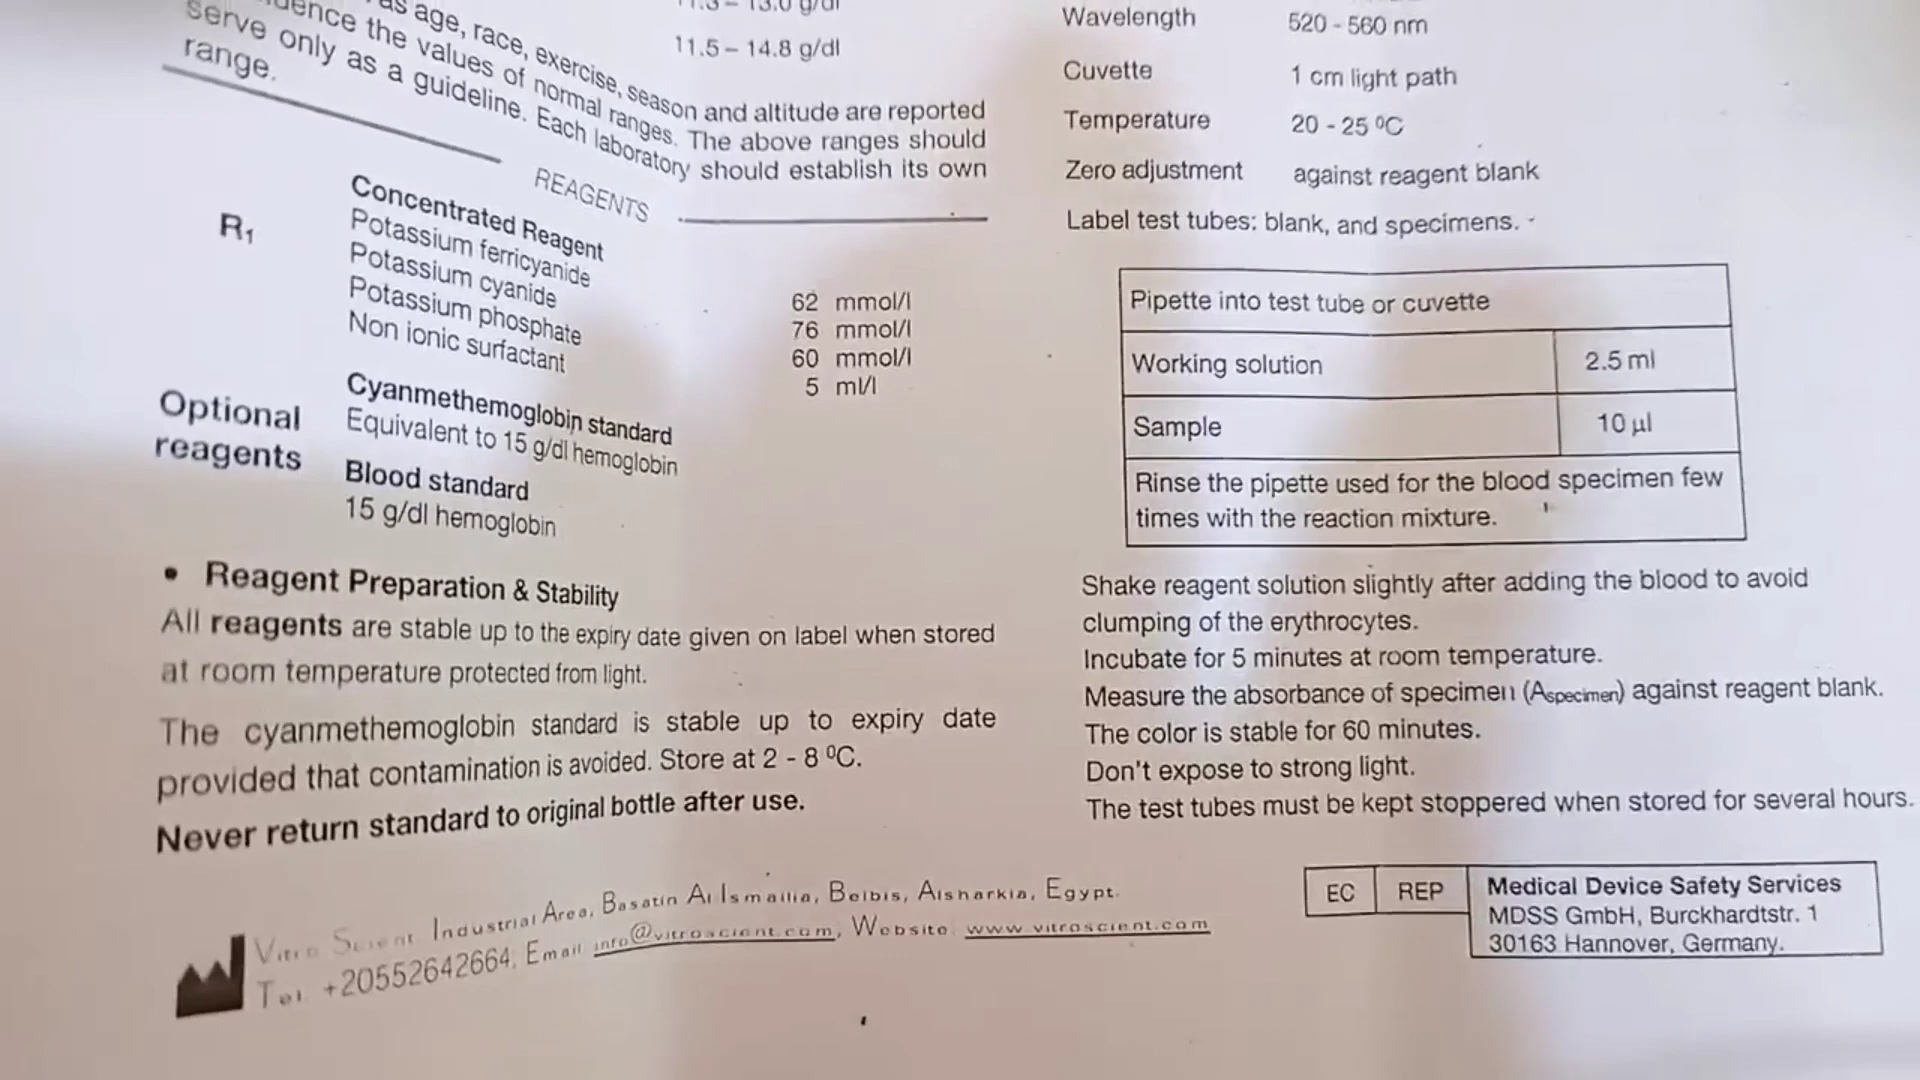 13.0 g/dl
11.5 – 14.8 g/dl
as age, race, exercise, season and altitude are reported
the values of normal ranges. The above ranges should
serve only as a guideline. Each laboratory should establish its own
range.
REAGENTS
R1 Concentrated Reagent
Potassium ferricyanide 62 mmol/l
Potassium cyanide 76 mmol/l
Potassium phosphate 60 mmol/l
Non ionic surfactant 5 ml/l
Optional reagents
Cyanmethemoglobin standard
Equivalent to 15 g/dl hemoglobin
Blood standard
15 g/dl hemoglobin
• Reagent Preparation & Stability
All reagents are stable up to the expiry date given on label when stored
at room temperature protected from light.
The cyanmethemoglobin standard is stable up to expiry date
provided that contamination is avoided. Store at 2 - 8 ºC.
Never return standard to original bottle after use.
Wavelength 520 - 560 nm
Cuvette 1 cm light path
Temperature 20 - 25 ºC
Zero adjustment against reagent blank
Label test tubes: blank, and specimens.
Pipette into test tube or cuvette
Working solution 2.5 ml
Sample 10 µl
Rinse the pipette used for the blood specimen few
times with the reaction mixture.
Shake reagent solution slightly after adding the blood to avoid
clumping of the erythrocytes.
Incubate for 5 minutes at room temperature.
Measure the absorbance of specimen (Aspecimen) against reagent blank.
The color is stable for 60 minutes.
Don't expose to strong light.
The test tubes must be kept stoppered when stored for several hours.
Vitro Scient. Industrial Area, Basatin Al Ismailia, Belbis, Alsharkia, Egypt.
Tel. +20552642664, Email info@vitroscient.com, Website. www.vitroscient.com
EC REP
Medical Device Safety Services
MDSS GmbH, Burckhardtstr. 1
30163 Hannover, Germany.